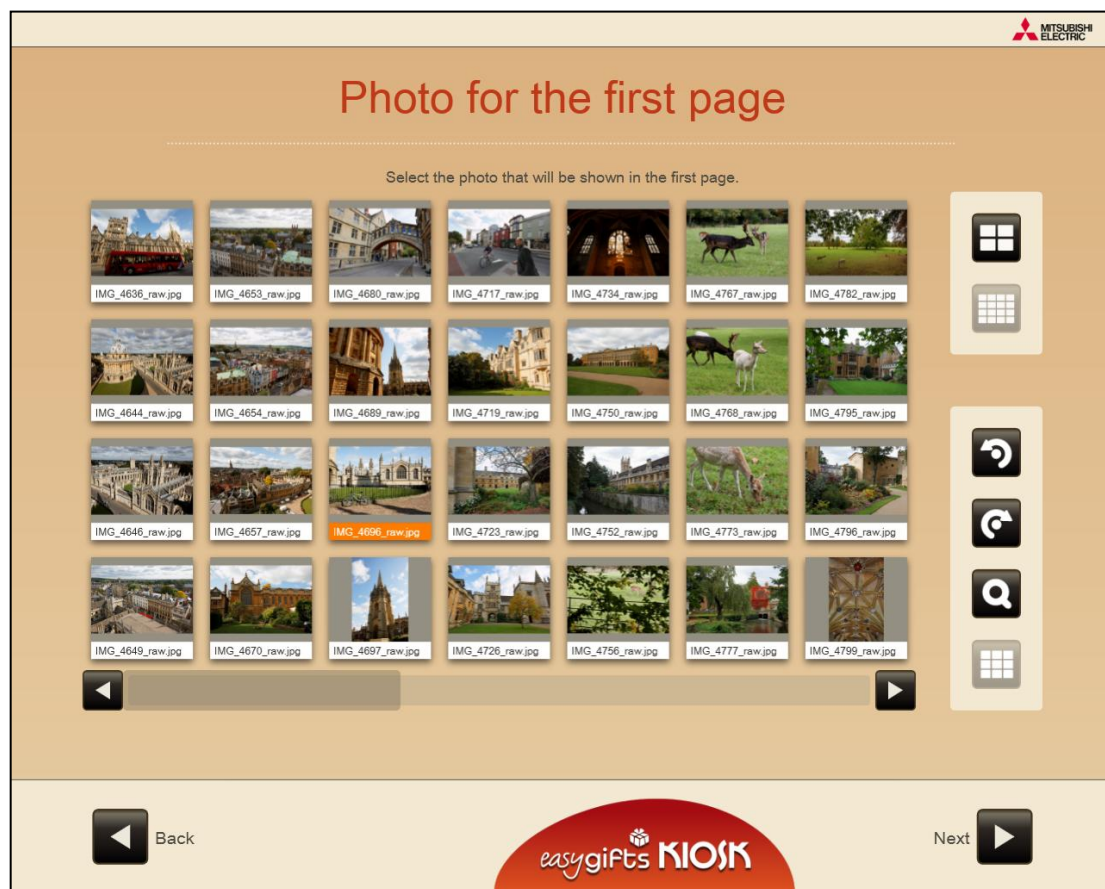 MITSUBISHI
ELECTRIC
Photo for the first page
Select the photo that will be shown in the first page.
IMG_4636_raw.jpg IMG_4653_raw.jpg IMG_4680_raw.jpg IMG_4717_raw.jpg IMG_4734_raw.jpg IMG_4767_raw.jpg IMG_4782_raw.jpg
IMG_4644_raw.jpg IMG_4654_raw.jpg IMG_4689_raw.jpg IMG_4719_raw.jpg IMG_4750_raw.jpg IMG_4768_raw.jpg IMG_4795_raw.jpg
IMG_4646_raw.jpg IMG_4657_raw.jpg IMG_4696_raw.jpg IMG_4723_raw.jpg IMG_4752_raw.jpg IMG_4773_raw.jpg IMG_4796_raw.jpg
IMG_4649_raw.jpg IMG_4670_raw.jpg IMG_4697_raw.jpg IMG_4726_raw.jpg IMG_4756_raw.jpg IMG_4777_raw.jpg IMG_4799_raw.jpg
Back
easygifts KIOSK
Next